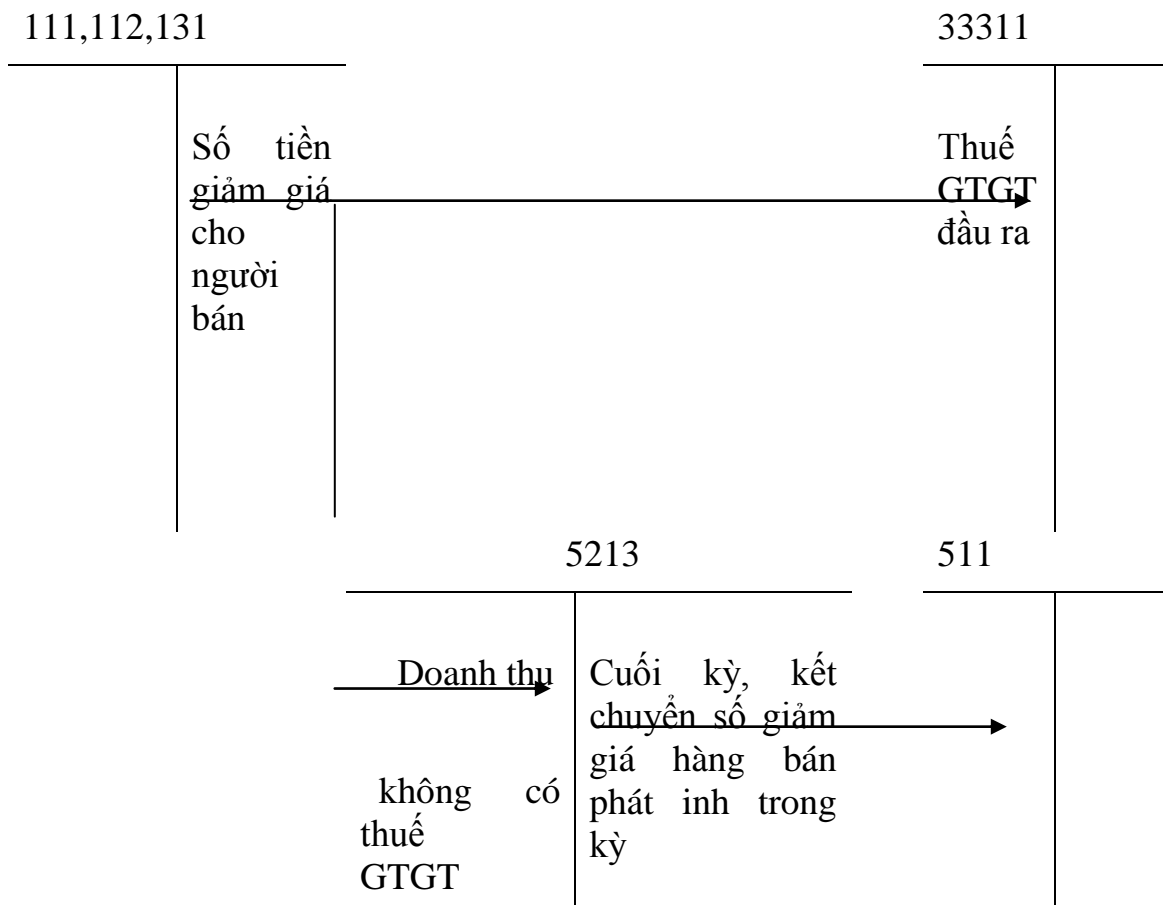 111,112,131
33311
Số tiền
giảm giá
cho
người
bán
Thuế
GTGT
đầu ra
5213
511
Doanh thu
không có
thuế
GTGT
Cuối kỳ, kết
chuyển số giảm
giá hàng bán
phát inh trong
kỳ